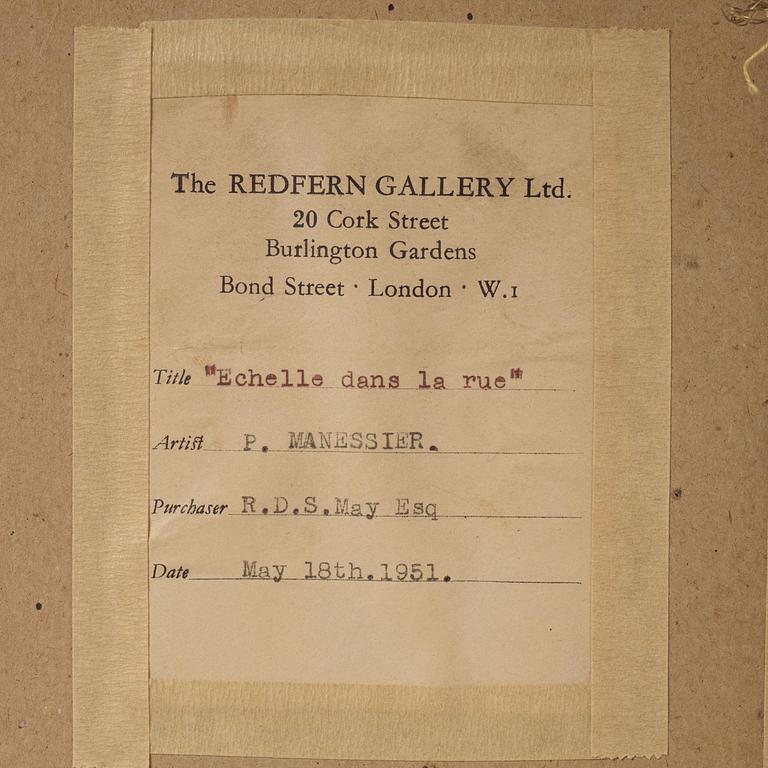 The REDFERN GALLERY Ltd.
20 Cork Street
Burlington Gardens
Bond Street · London · W.1
Title "Echelle dans la rue"
Artist P. MANESSIER.
Purchaser R.D.S.May Esq
Date May 18th.1951.